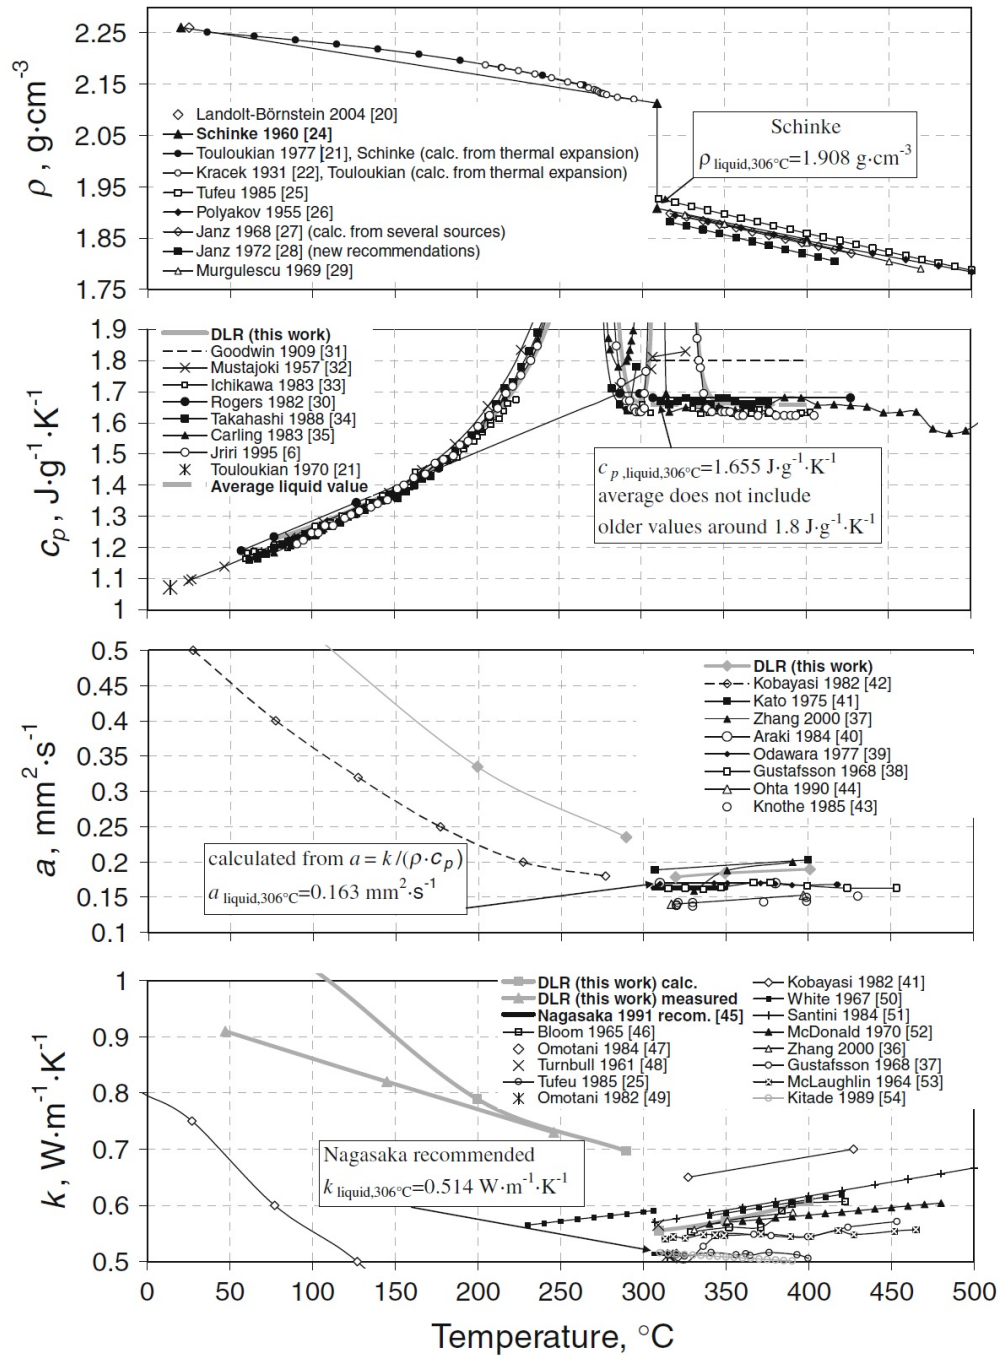 2.25
2.15
2.05
1.95
1.85
1.75
ρ , g·cm⁻³
Landolt-Börnstein 2004 [20]
Schinke 1960 [24]
Touloukian 1977 [21], Schinke (calc. from thermal expansion)
Kracek 1931 [22], Touloukian (calc. from thermal expansion)
Tufeu 1985 [25]
Polyakov 1955 [26]
Janz 1968 [27] (calc. from several sources)
Janz 1972 [28] (new recommendations)
Murgulescu 1969 [29]
Schinke
ρ liquid,306°C=1.908 g·cm⁻³
1.9
1.8
1.7
1.6
1.5
1.4
1.3
1.2
1.1
1
cp, J·g⁻¹·K⁻¹
DLR (this work)
Goodwin 1909 [31]
Mustajoki 1957 [32]
Ichikawa 1983 [33]
Rogers 1982 [30]
Takahashi 1988 [34]
Carling 1983 [35]
Jriri 1995 [6]
Touloukian 1970 [21]
Average liquid value
cp ,liquid,306°C=1.655 J·g⁻¹·K⁻¹
average does not include
older values around 1.8 J·g⁻¹·K⁻¹
0.5
0.45
0.4
0.35
0.3
0.25
0.2
0.15
0.1
a, mm²·s⁻¹
DLR (this work)
Kobayasi 1982 [42]
Kato 1975 [41]
Zhang 2000 [37]
Araki 1984 [40]
Odawara 1977 [39]
Gustafsson 1968 [38]
Ohta 1990 [44]
Knothe 1985 [43]
calculated from a = k/(ρ·cp)
a liquid,306°C=0.163 mm²·s⁻¹
1
0.9
0.8
0.7
0.6
0.5
k, W·m⁻¹·K⁻¹
DLR (this work) calc.
DLR (this work) measured
Nagasaka 1991 recom. [45]
Bloom 1965 [46]
Omotani 1984 [47]
Turnbull 1961 [48]
Tufeu 1985 [25]
Omotani 1982 [49]
Kobayasi 1982 [41]
White 1967 [50]
Santini 1984 [51]
McDonald 1970 [52]
Zhang 2000 [36]
Gustafsson 1968 [37]
McLaughlin 1964 [53]
Kitade 1989 [54]
Nagasaka recommended
k liquid,306°C=0.514 W·m⁻¹·K⁻¹
0 50 100 150 200 250 300 350 400 450 500
Temperature, °C